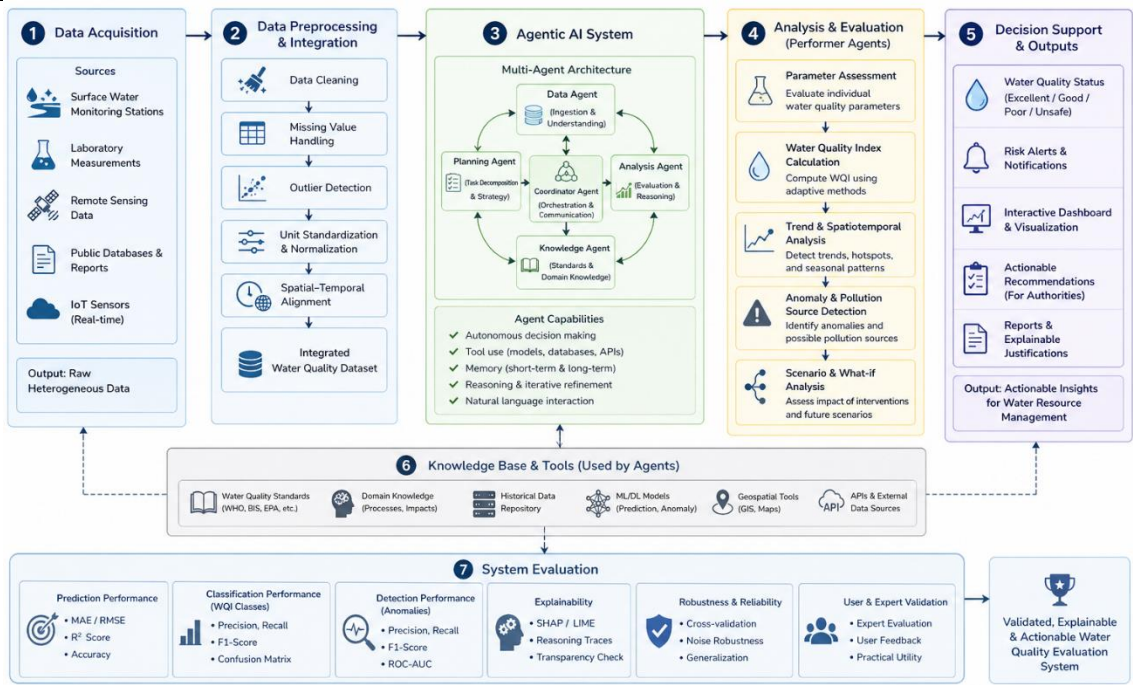 1 Data Acquisition
Sources
Surface Water
Monitoring Stations
Laboratory
Measurements
Remote Sensing
Data
Public Databases &
Reports
IoT Sensors
(Real-time)
Output: Raw
Heterogeneous Data
2 Data Preprocessing
& Integration
Data Cleaning
Missing Value
Handling
Outlier Detection
Unit Standardization
& Normalization
Spatial-Temporal
Alignment
Integrated
Water Quality Dataset
3 Agentic AI System
Multi-Agent Architecture
Data Agent
(Ingestion &
Understanding)
Planning Agent
(Task Decomposition
& Strategy)
Coordinator Agent
(Orchestration &
Communication)
Analysis Agent
(Evaluation &
Reasoning)
Knowledge Agent
(Standards &
Domain Knowledge)
Agent Capabilities
Autonomous decision making
Tool use (models, databases, APIs)
Memory (short-term & long-term)
Reasoning & iterative refinement
Natural language interaction
4 Analysis & Evaluation
(Performer Agents)
Parameter Assessment
Evaluate individual
water quality parameters
Water Quality Index
Calculation
Compute WQI using
adaptive methods
Trend & Spatiotemporal
Analysis
Detect trends, hotspots,
and seasonal patterns
Anomaly & Pollution
Source Detection
Identify anomalies and
possible pollution sources
Scenario & What-if
Analysis
Assess impact of interventions
and future scenarios
5 Decision Support
& Outputs
Water Quality Status
(Excellent / Good /
Poor / Unsafe)
Risk Alerts &
Notifications
Interactive Dashboard
& Visualization
Actionable
Recommendations
(For Authorities)
Reports &
Explainable
Justifications
Output: Actionable Insights
for Water Resource
Management
6 Knowledge Base & Tools (Used by Agents)
Water Quality Standards
(WHO, BIS, EPA, etc.)
Domain Knowledge
(Processes, Impacts)
Historical Data
Repository
ML/DL Models
(Prediction, Anomaly)
Geospatial Tools
(GIS, Maps)
API
APIs & External
Data Sources
7 System Evaluation
Prediction Performance
• MAE / RMSE
• R² Score
• Accuracy
Classification Performance
(WQI Classes)
• Precision, Recall
• F1-Score
• Confusion Matrix
Detection Performance
(Anomalies)
• Precision, Recall
• F1-Score
• ROC-AUC
Explainability
• SHAP / LIME
• Reasoning Traces
• Transparency Check
Robustness & Reliability
• Cross-validation
• Noise Robustness
• Generalization
User & Expert Validation
• Expert Evaluation
• User Feedback
• Practical Utility
Validated, Explainable
& Actionable Water
Quality Evaluation
System